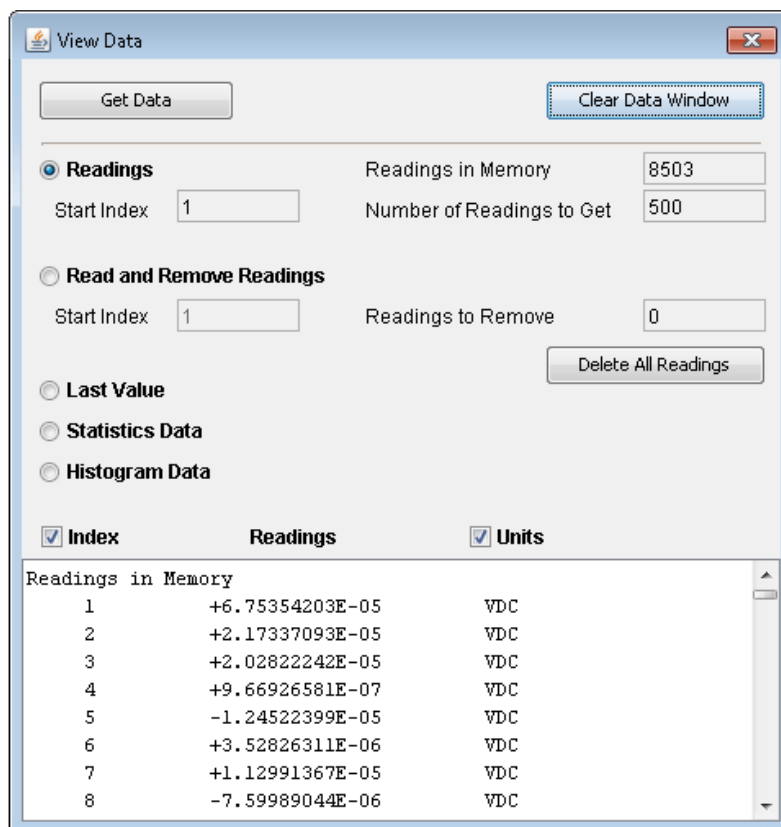 View Data
Get Data Clear Data Window
Readings Readings in Memory 8503
Start Index 1 Number of Readings to Get 500
Read and Remove Readings
Start Index 1 Readings to Remove 0
Delete All Readings
Last Value
Statistics Data
Histogram Data
Index Readings Units
Readings in Memory
1 +6.75354203E-05 VDC
2 +2.17337093E-05 VDC
3 +2.02822242E-05 VDC
4 +9.66926581E-07 VDC
5 -1.24522399E-05 VDC
6 +3.52826311E-06 VDC
7 +1.12991367E-05 VDC
8 -7.59989044E-06 VDC